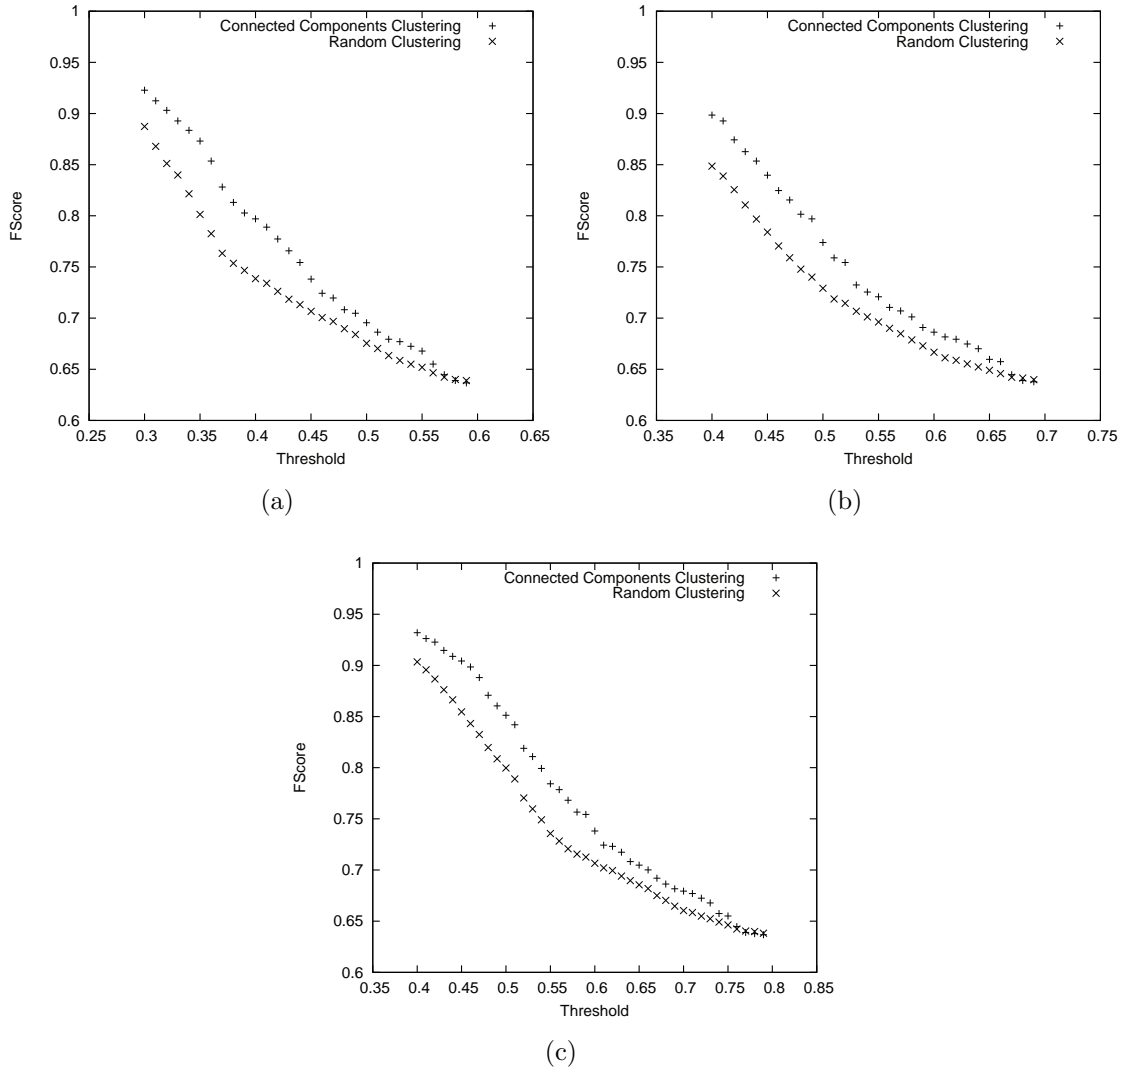 1
0.95
0.9
0.85
0.8
0.75
0.7
0.65
0.6
0.25 0.3 0.35 0.4 0.45 0.5 0.55 0.6 0.65
FScore
Threshold
Connected Components Clustering
Random Clustering
(a)
1
0.95
0.9
0.85
0.8
0.75
0.7
0.65
0.6
0.35 0.4 0.45 0.5 0.55 0.6 0.65 0.7 0.75
FScore
Threshold
Connected Components Clustering
Random Clustering
(b)
1
0.95
0.9
0.85
0.8
0.75
0.7
0.65
0.6
0.35 0.4 0.45 0.5 0.55 0.6 0.65 0.7 0.75 0.8 0.85
FScore
Threshold
Connected Components Clustering
Random Clustering
(c)